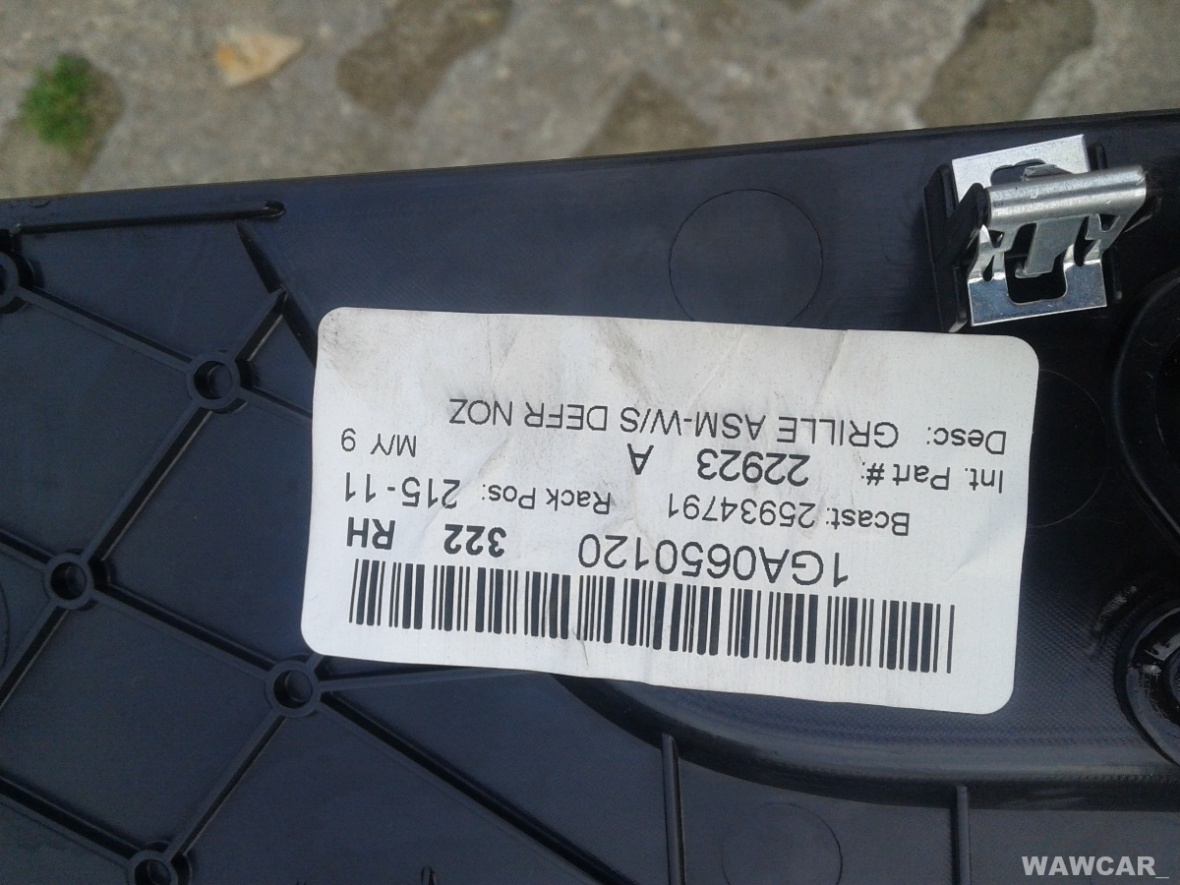 1GA0650120 322 RH
Bcast: 25934791 Rack Pos: 215-11
Int. Part #: 22923 A M/Y 9
Desc: GRILLE ASM-W/S DEFR NOZ
WAWCAR_